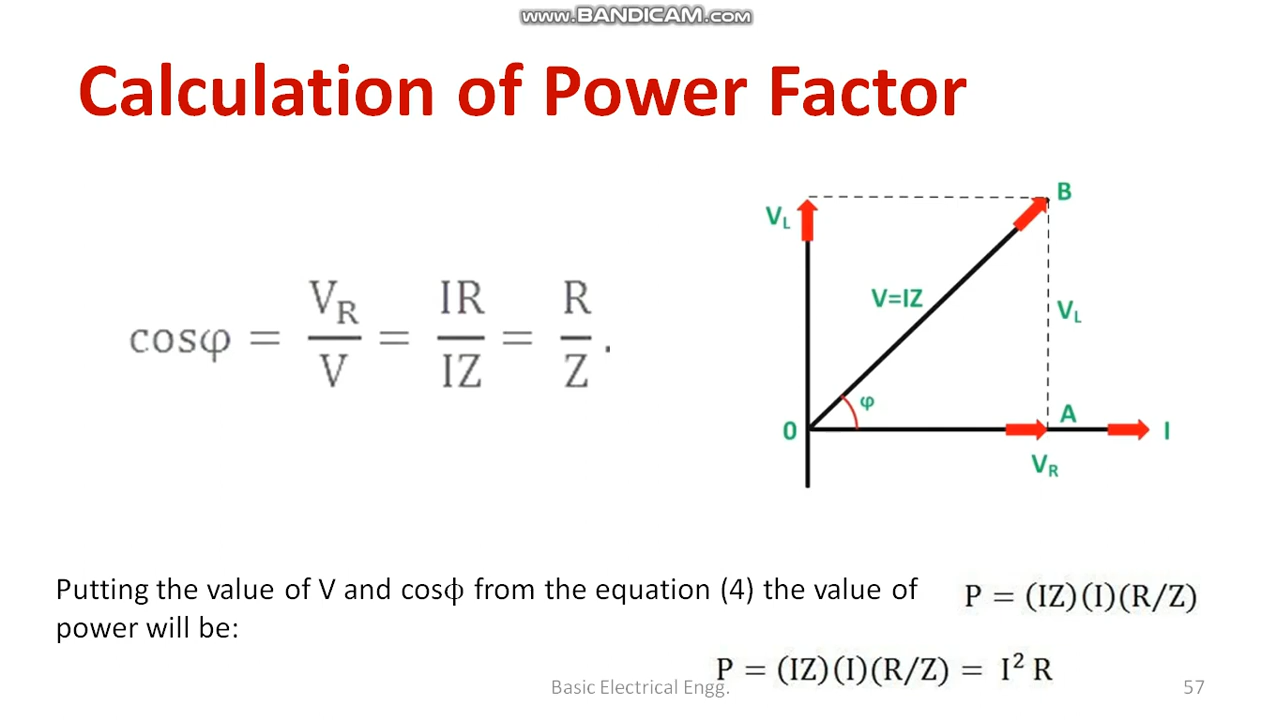 www.BANDICAM.com
Calculation of Power Factor
cosφ = V_R/V = IR/IZ = R/Z.
V_L
B
V=IZ
V_L
φ
A
0
I
V_R
Putting the value of V and cosϕ from the equation (4) the value of
power will be:
P = (IZ)(I)(R/Z)
P = (IZ)(I)(R/Z) = I² R
Basic Electrical Engg.
57